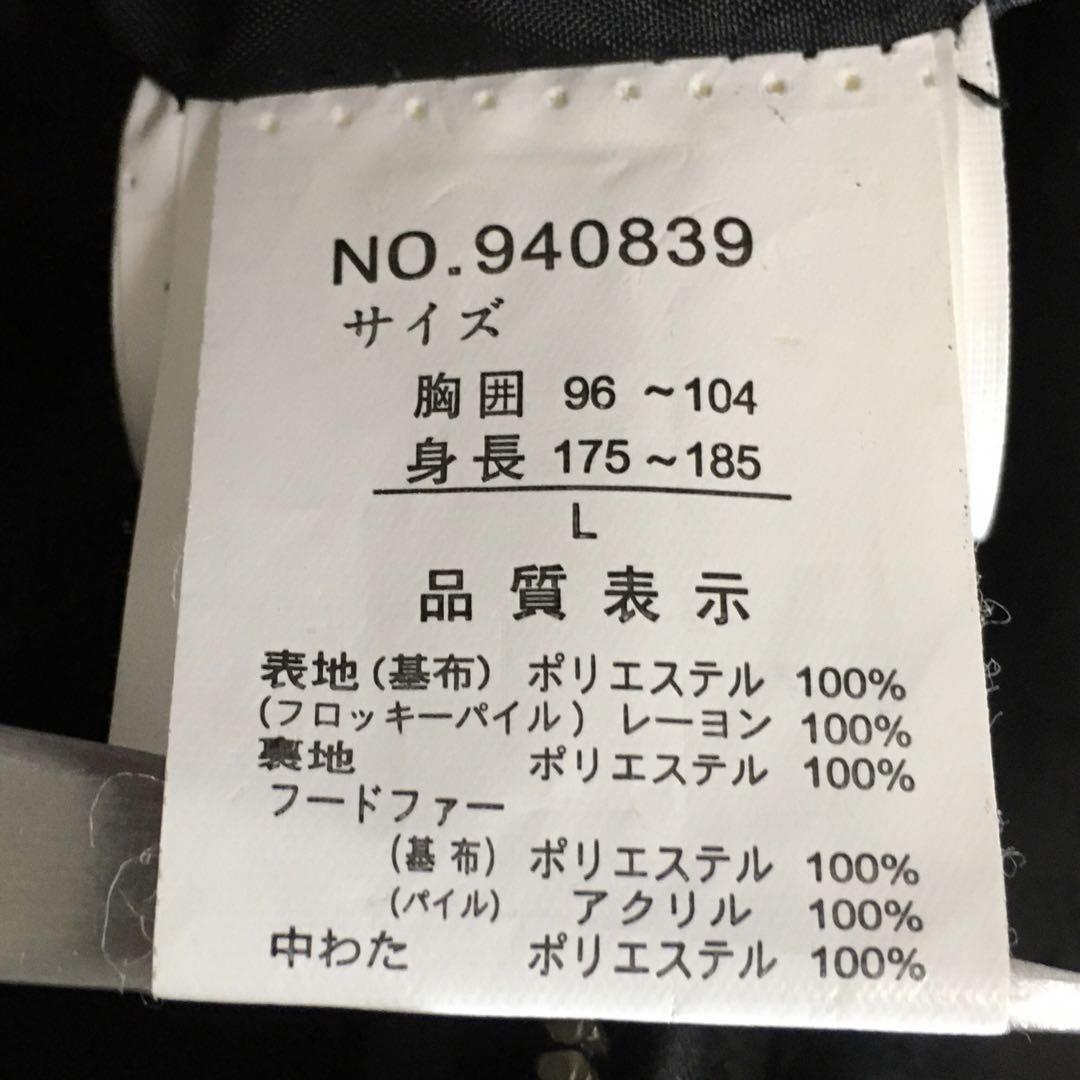 NO.940839
サイズ
胸囲 96 ~104
身長 175~185
L
品質表示
表地(基布) ポリエステル 100%
(フロッキーパイル) レーヨン 100%
裏地 ポリエステル 100%
フードファー
(基布) ポリエステル 100%
(パイル) アクリル 100%
中わた ポリエステル 100%